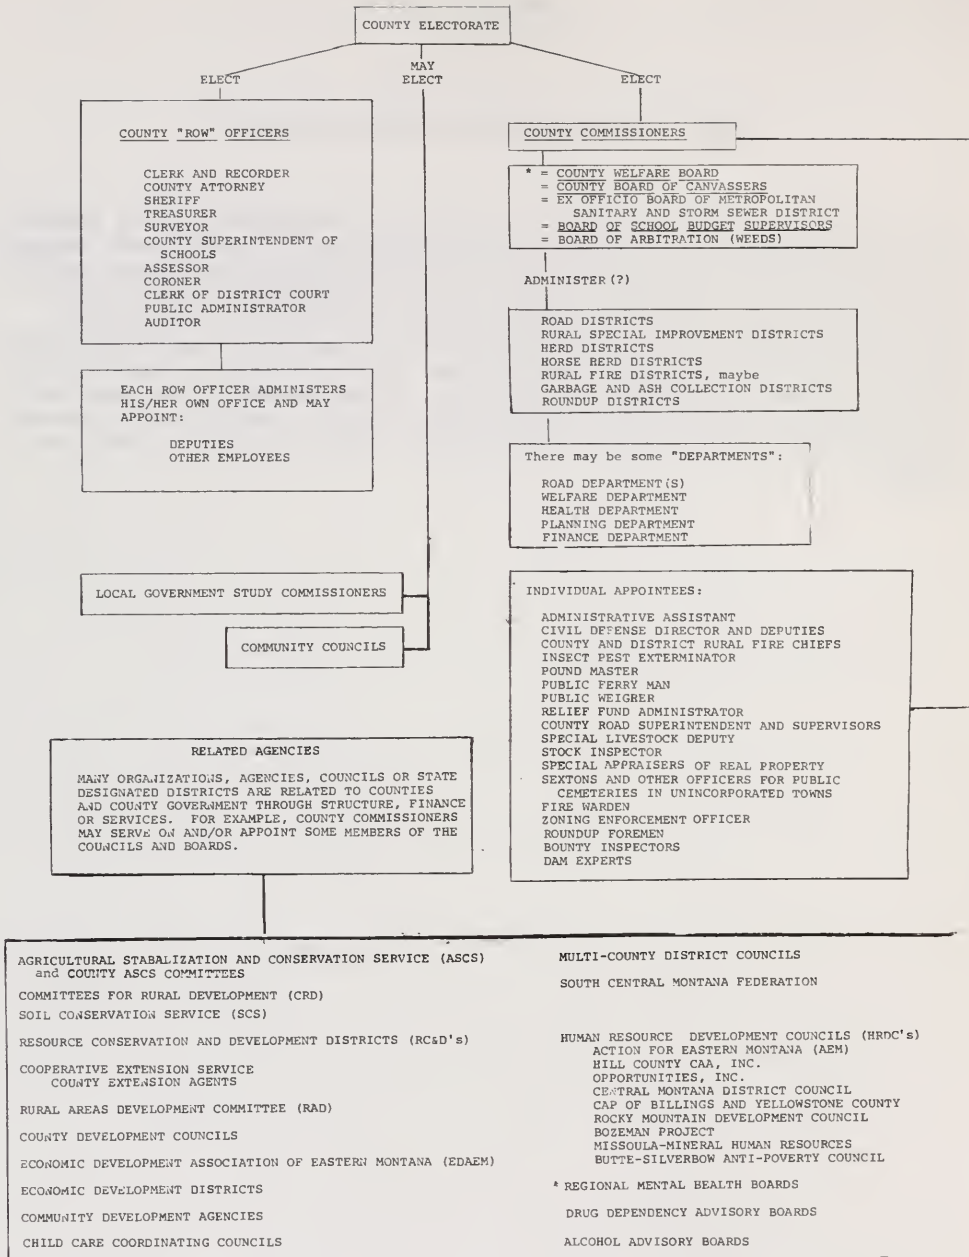 COUNTY ELECTORATE
ELECT
MAY
ELECT
ELECT
COUNTY "ROW" OFFICERS
CLERK AND RECORDER
COUNTY ATTORNEY
SHERIFF
TREASURER
SURVEYOR
COUNTY SUPERINTENDENT OF
SCHOOLS
ASSESSOR
CORONER
CLERK OF DISTRICT COURT
PUBLIC ADMINISTRATOR
AUDITOR
EACH ROW OFFICER ADMINISTERS
HIS/HER OWN OFFICE AND MAY
APPOINT:
DEPUTIES
OTHER EMPLOYEES
LOCAL GOVERNMENT STUDY COMMISSIONERS
COMMUNITY COUNCILS
COUNTY COMMISSIONERS
* = COUNTY WELFARE BOARD
= COUNTY BOARD OF CANVASSERS
= EX OFFICIO BOARD OF METROPOLITAN
SANITARY AND STORM SEWER DISTRICT
= BOARD OF SCHOOL BUDGET SUPERVISORS
= BOARD OF ARBITRATION (WEEDS)
ADMINISTER(?)
ROAD DISTRICTS
RURAL SPECIAL IMPROVEMENT DISTRICTS
HERD DISTRICTS
HORSE HERD DISTRICTS
RURAL FIRE DISTRICTS, maybe
GARBAGE AND ASH COLLECTION DISTRICTS
ROUNDUP DISTRICTS
There may be some "DEPARTMENTS":
ROAD DEPARTMENT(S)
WELFARE DEPARTMENT
HEALTH DEPARTMENT
PLANNING DEPARTMENT
FINANCE DEPARTMENT
INDIVIDUAL APPOINTEES:
ADMINISTRATIVE ASSISTANT
CIVIL DEFENSE DIRECTOR AND DEPUTIES
COUNTY AND DISTRICT RURAL FIRE CHIEFS
INSECT PEST EXTERMINATOR
POUND MASTER
PUBLIC FERRY MAN
PUBLIC WEIGHER
RELIEF FUND ADMINISTRATOR
COUNTY ROAD SUPERINTENDENT AND SUPERVISORS
SPECIAL LIVESTOCK DEPUTY
STOCK INSPECTOR
SPECIAL APPRAISERS OF REAL PROPERTY
SEXTONS AND OTHER OFFICERS FOR PUBLIC
CEMETERIES IN UNINCORPORATED TOWNS
FIRE WARDEN
ZONING ENFORCEMENT OFFICER
ROUNDUP FOREMEN
BOUNTY INSPECTORS
DAM EXPERTS
RELATED AGENCIES
MANY ORGANIZATIONS, AGENCIES, COUNCILS OR STATE
DESIGNATED DISTRICTS ARE RELATED TO COUNTIES
AND COUNTY GOVERNMENT THROUGH STRUCTURE, FINANCE
OR SERVICES. FOR EXAMPLE, COUNTY COMMISSIONERS
MAY SERVE ON AND/OR APPOINT SOME MEMBERS OF THE
COUNCILS AND BOARDS.
AGRICULTURAL STABALIZATION AND CONSERVATION SERVICE (ASCS)
and COUNTY ASCS COMMITTEES
COMMITTEES FOR RURAL DEVELOPMENT (CRD)
SOIL CONSERVATION SERVICE (SCS)
RESOURCE CONSERVATION AND DEVELOPMENT DISTRICTS (RC&D's)
COOPERATIVE EXTENSION SERVICE
COUNTY EXTENSION AGENTS
RURAL AREAS DEVELOPMENT COMMITTEE (RAD)
COUNTY DEVELOPMENT COUNCILS
ECONOMIC DEVELOPMENT ASSOCIATION OF EASTERN MONTANA (EDAEM)
ECONOMIC DEVELOPMENT DISTRICTS
COMMUNITY DEVELOPMENT AGENCIES
CHILD CARE COORDINATING COUNCILS
MULTI-COUNTY DISTRICT COUNCILS
SOUTH CENTRAL MONTANA FEDERATION
HUMAN RESOURCE DEVELOPMENT COUNCILS (HRDC's)
ACTION FOR EASTERN MONTANA (AEM)
HILL COUNTY CAA, INC.
OPPORTUNITIES, INC.
CENTRAL MONTANA DISTRICT COUNCIL
CAP OF BILLINGS AND YELLOWSTONE COUNTY
ROCKY MOUNTAIN DEVELOPMENT COUNCIL
BOZEMAN PROJECT
MISSOULA-MINERAL HUMAN RESOURCES
BUTTE-SILVERBOW ANTI-POVERTY COUNCIL
* REGIONAL MENTAL HEALTH BOARDS
DRUG DEPENDENCY ADVISORY BOARDS
ALCOHOL ADVISORY BOARDS